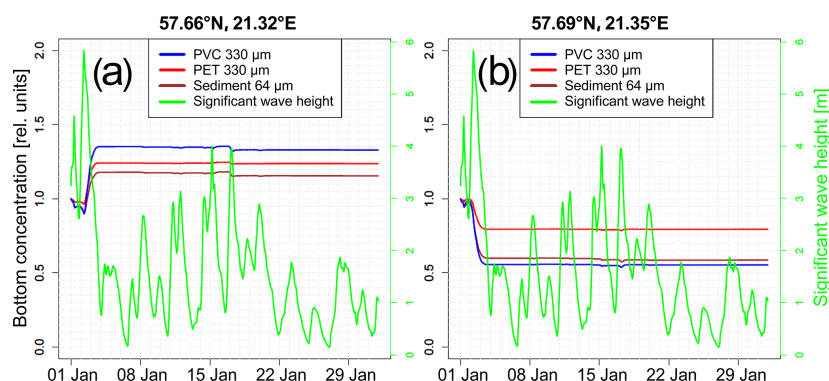 57.66°N, 21.32°E
57.69°N, 21.35°E
Bottom concentration [rel. units]
2.0
1.5
1.0
0.5
0.0
(a)
PVC 330 µm
PET 330 µm
Sediment 64 µm
Significant wave height
6
5
4
3
2
1
0
01 Jan 08 Jan 15 Jan 22 Jan 29 Jan
2.0
1.5
1.0
0.5
0.0
(b)
PVC 330 µm
PET 330 µm
Sediment 64 µm
Significant wave height
6
5
4
3
2
1
0
Significant wave height [m]
01 Jan 08 Jan 15 Jan 22 Jan 29 Jan